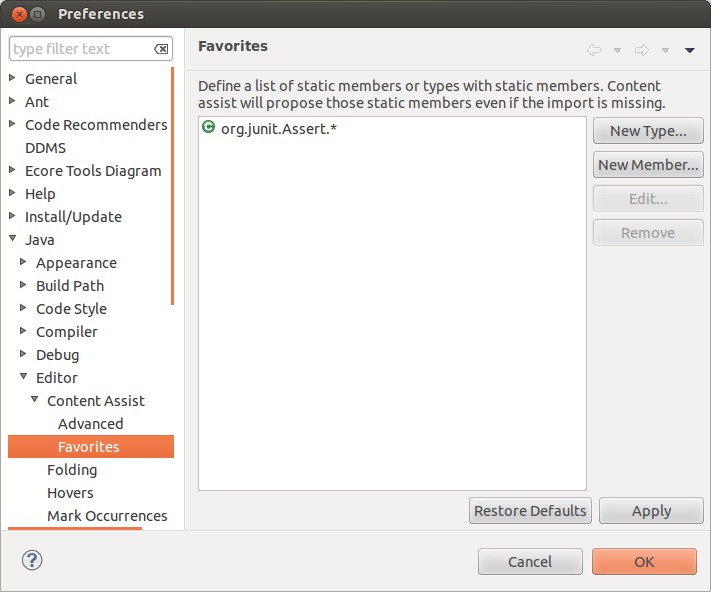 Preferences
type filter text
General
Ant
Code Recommenders
DDMS
Ecore Tools Diagram
Help
Install/Update
Java
Appearance
Build Path
Code Style
Compiler
Debug
Editor
Content Assist
Advanced
Favorites
Folding
Hovers
Mark Occurrences
Favorites
Define a list of static members or types with static members. Content
assist will propose those static members even if the import is missing.
org.junit.Assert.*
New Type...
New Member...
Edit...
Remove
Restore Defaults
Apply
Cancel
OK